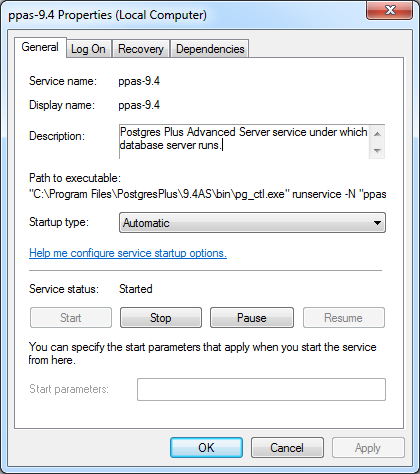 ppas-9.4 Properties (Local Computer)
General Log On Recovery Dependencies
Service name: ppas-9.4
Display name: ppas-9.4
Description: Postgres Plus Advanced Server service under which
database server runs.
Path to executable:
"C:\Program Files\PostgresPlus\9.4AS\bin\pg_ctl.exe" runservice -N "ppas
Startup type: Automatic
Help me configure service startup options.
Service status: Started
Start Stop Pause Resume
You can specify the start parameters that apply when you start the service
from here.
Start parameters:
OK Cancel Apply